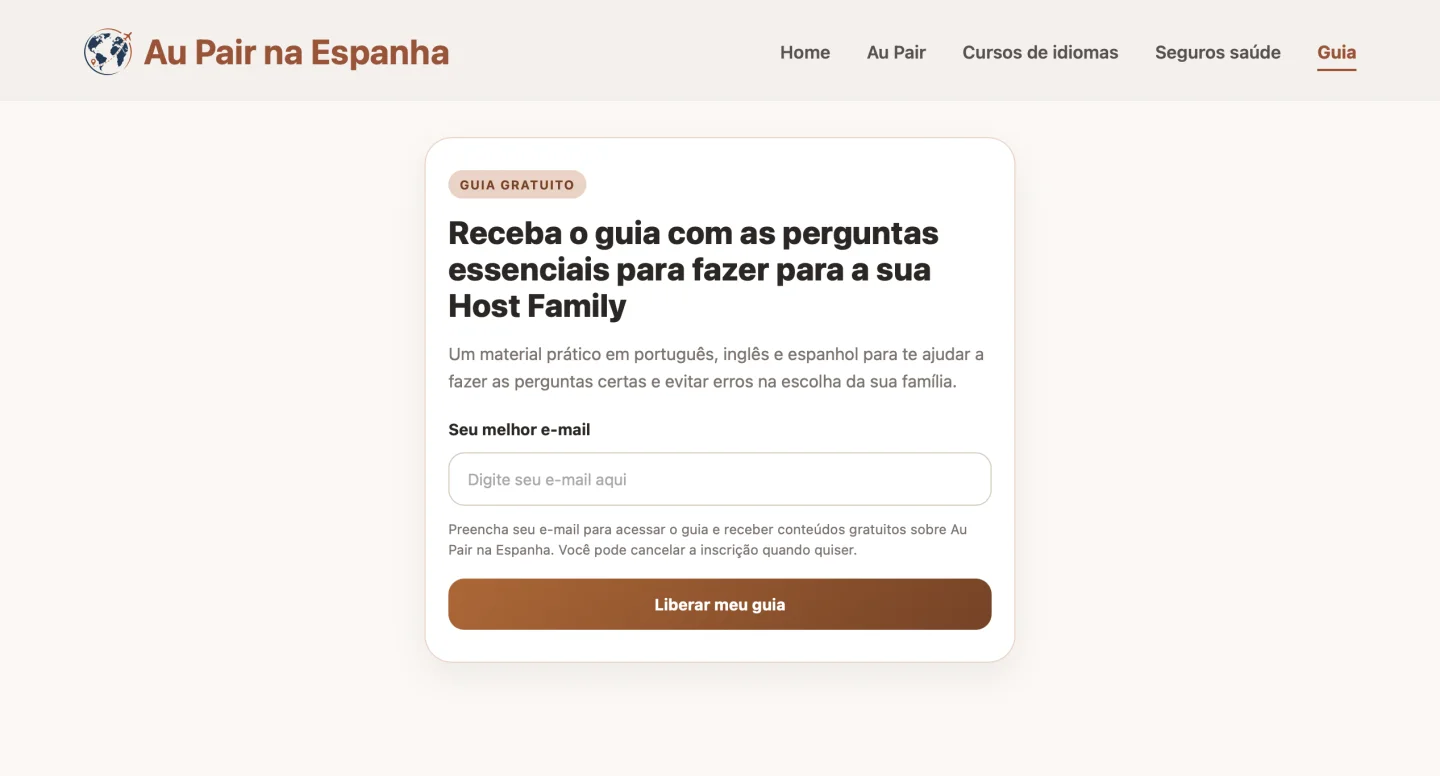 Au Pair na Espanha
Home
Au Pair
Cursos de idiomas
Seguros saúde
Guia
GUIA GRATUITO
Receba o guia com as perguntas
essenciais para fazer para a sua
Host Family
Um material prático em português, inglês e espanhol para te ajudar a
fazer as perguntas certas e evitar erros na escolha da sua família.
Seu melhor e-mail
Digite seu e-mail aqui
Preencha seu e-mail para acessar o guia e receber conteúdos gratuitos sobre Au
Pair na Espanha. Você pode cancelar a inscrição quando quiser.
Liberar meu guia